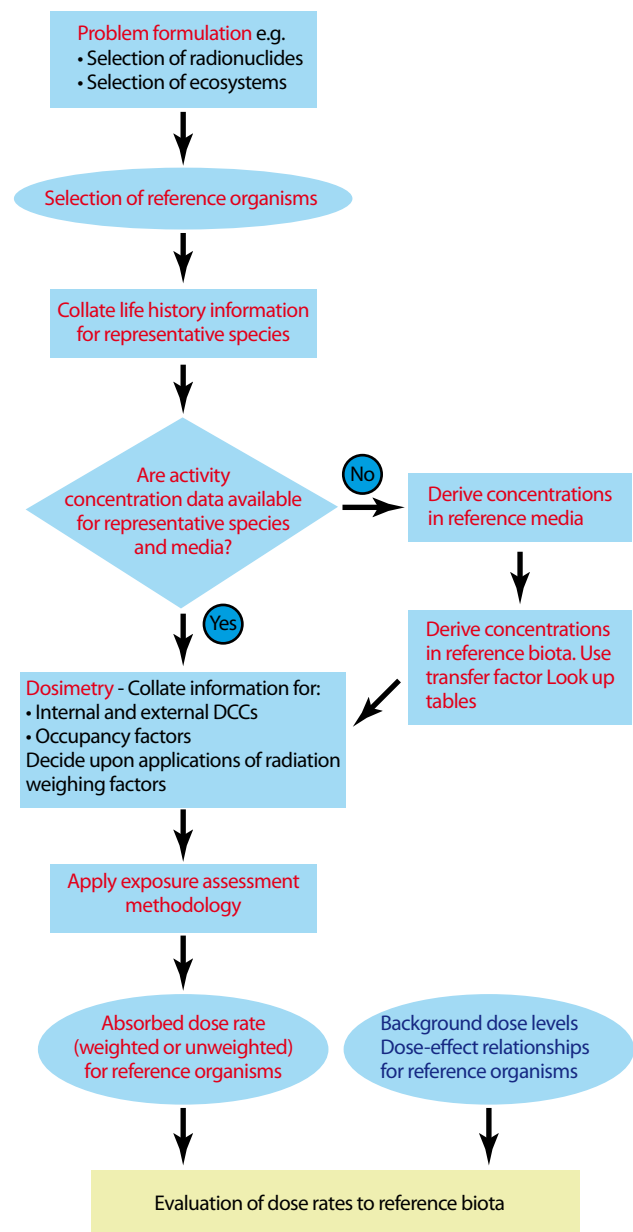 Problem formulation e.g.
• Selection of radionuclides
• Selection of ecosystems
Selection of reference organisms
Collate life history information
for representative species
Are activity
concentration data available
for representative species
and media?
No
Derive concentrations
in reference media
Yes
Derive concentrations
in reference biota. Use
transfer factor Look up
tables
Dosimetry - Collate information for:
• Internal and external DCCs
• Occupancy factors
Decide upon applications of radiation
weighing factors
Apply exposure assessment
methodology
Absorbed dose rate
(weighted or unweighted)
for reference organisms
Background dose levels
Dose-effect relationships
for reference organisms
Evaluation of dose rates to reference biota